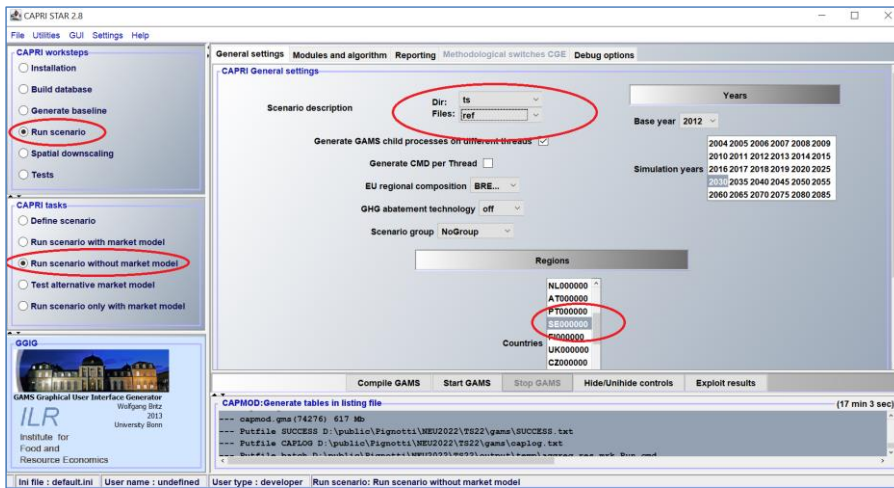 CAPRI STAR 2.8
File Utilities GUI Settings Help
CAPRI worksteps
Installation
Build database
Generate baseline
Run scenario
Spatial downscaling
Tests
CAPRI tasks
Define scenario
Run scenario with market model
Run scenario without market model
Test alternative market model
Run scenario only with market model
GGIG
GAMS Graphical User Interface Generator
Wolfgang Britz
2013
University Bonn
ILR
Institute for
Food and
Resource Economics
General settings Modules and algorithm Reporting Methodological switches CGE Debug options
CAPRI General settings
Scenario description
Dir: ts
Files: ref
Generate GAMS child processes on different threads
Generate CMD per Thread
EU regional composition BRE...
GHG abatement technology off
Scenario group NoGroup
Years
Base year 2012
Simulation years
2004 2005 2006 2007 2008 2009
2010 2011 2012 2013 2014 2015
2016 2017 2018 2019 2020 2025
2030 2035 2040 2045 2050 2055
2060 2065 2070 2075 2080 2085
Regions
Countries
NL000000
AT000000
PT000000
SE000000
FI000000
UK000000
CZ000000
Compile GAMS Start GAMS Stop GAMS Hide/Unihide controls Exploit results
CAPMOD:Generate tables in listing file (17 min 3 sec)
--- capmod.gms(74276) 617 Mb
--- Putfile SUCCESS D:\public\Pignotti\NEU2022\TS22\gams\SUCCESS.txt
--- Putfile CAPLOG D:\public\Pignotti\NEU2022\TS22\gams\caplog.txt
--- Putfile batch D:\public\Pignotti\NEU2022\TS22\output\temp\
Ini file : default.ini User name : undefined User type : developer Run scenario: Run scenario without market model